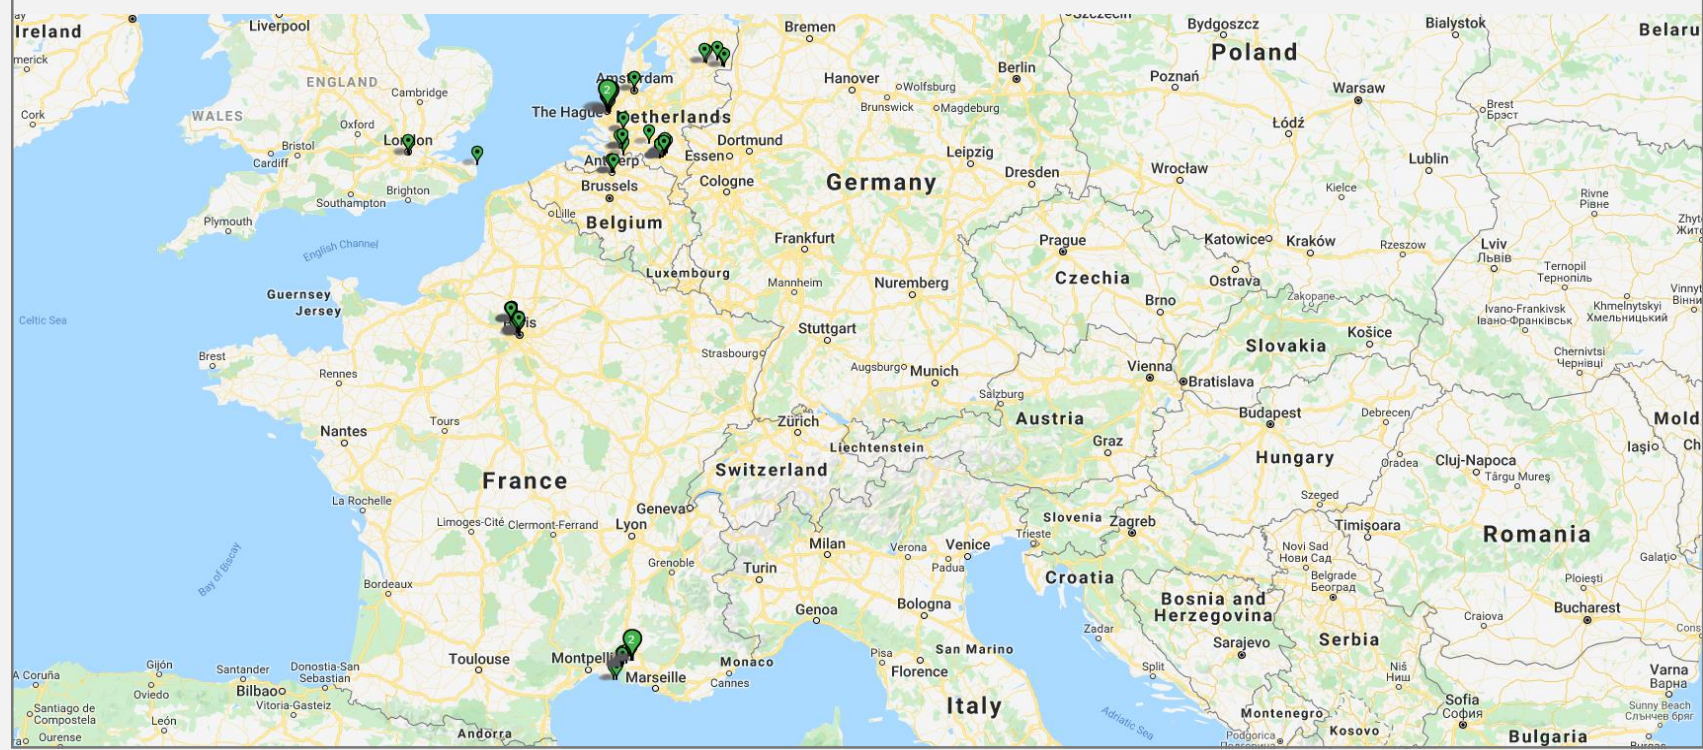 Ireland
Liverpool
Bremen
Szczecin
Bydgoszcz
Bialystok
Belaru
merick
ENGLAND
Amsterdam
Hanover
Wolfsburg
Berlin
Poland
Poznań
Warsaw
Cambridge
The Hague
Netherlands
Brunswick
Magdeburg
Brest
Брэст
Cork
WALES
Oxford
London
Dortmund
Łódź
Bristol
Cardiff
Antwerp
Essen
Leipzig
Lublin
Brighton
Southampton
Brussels
Cologne
Germany
Dresden
Wrocław
Kielce
Rivne
Рівне
Plymouth
Lille
Belgium
English Channel
Frankfurt
Prague
Katowice
Kraków
Rzeszow
Lviv
Львів
Zhyt
Жит
Luxembourg
Mannheim
Nuremberg
Czechia
Ostrava
Ternopil
Тернопіль
Guernsey
Jersey
Brno
Zakopane
Ivano-Frankivsk
Івано-Франківськ
Khmelnytskyi
Хмельницький
Vinnyt
Вінни
Celtic Sea
2
Stuttgart
Košice
Slovakia
Brest
Strasbourg
Chernivtsi
Чернівці
Rennes
Augsburg
Munich
Vienna
Bratislava
Salzburg
Tours
Zürich
Austria
Budapest
Debrecen
Mold
Nantes
Liechtenstein
Graz
Iași
Ch
France
Switzerland
Hungary
Oradea
Cluj-Napoca
Târgu Mureș
La Rochelle
Geneva
Szeged
Limoges-Cité
Clermont-Ferrand
Lyon
Slovenia
Zagreb
Timișoara
Romania
Bay of Biscay
Milan
Verona
Venice
Trieste
Novi Sad
Нови Сад
Galați
Grenoble
Turin
Padua
Croatia
Belgrade
Београд
Ploiești
Bordeaux
Genoa
Bologna
Bosnia and
Herzegovina
Craiova
Bucharest
Cons
2
Zadar
Sarajevo
Serbia
A Coruña
Gijón
Santander
Donostia-San
Sebastian
Toulouse
Montpelli
Marseille
Monaco
Cannes
Pisa
Florence
San Marino
Split
Niš
Ниш
Varna
Варна
Oviedo
Bilbao
Vitoria-Gasteiz
Santiago de
Compostela
León
Ourense
Andorra
Italy
Adriatic Sea
Montenegro
Podgorica
Kosovo
Sofia
София
Sunny Beach
Слънчев бряг
Bulgaria